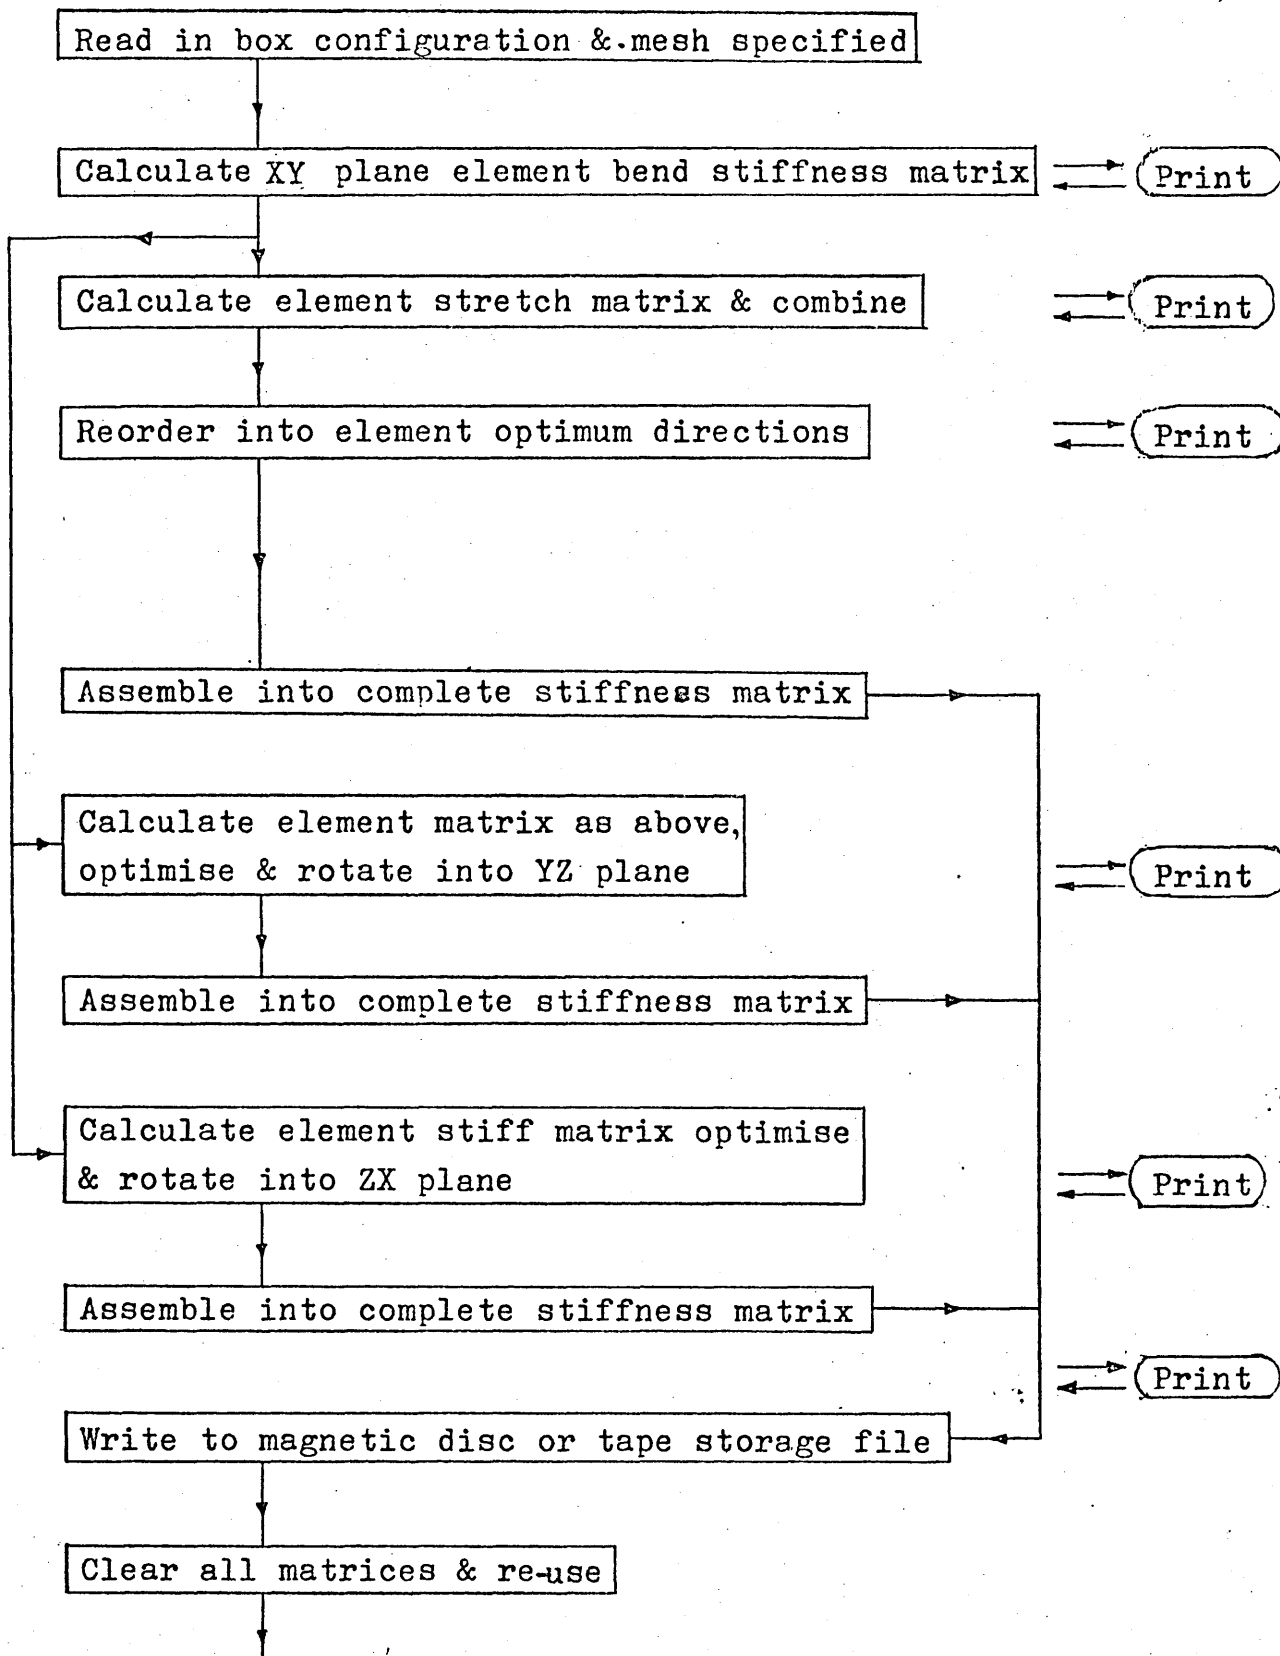 Read in box configuration &.mesh specified
Calculate XY plane element bend stiffness matrix
Print
Calculate element stretch matrix & combine
Print
Reorder into element optimum directions
Print
Assemble into complete stiffness matrix
Calculate element matrix as above,
optimise & rotate into YZ plane
Print
Assemble into complete stiffness matrix
Calculate element stiff matrix optimise
& rotate into ZX plane
Print
Assemble into complete stiffness matrix
Print
Write to magnetic disc or tape storage file
Clear all matrices & re-use